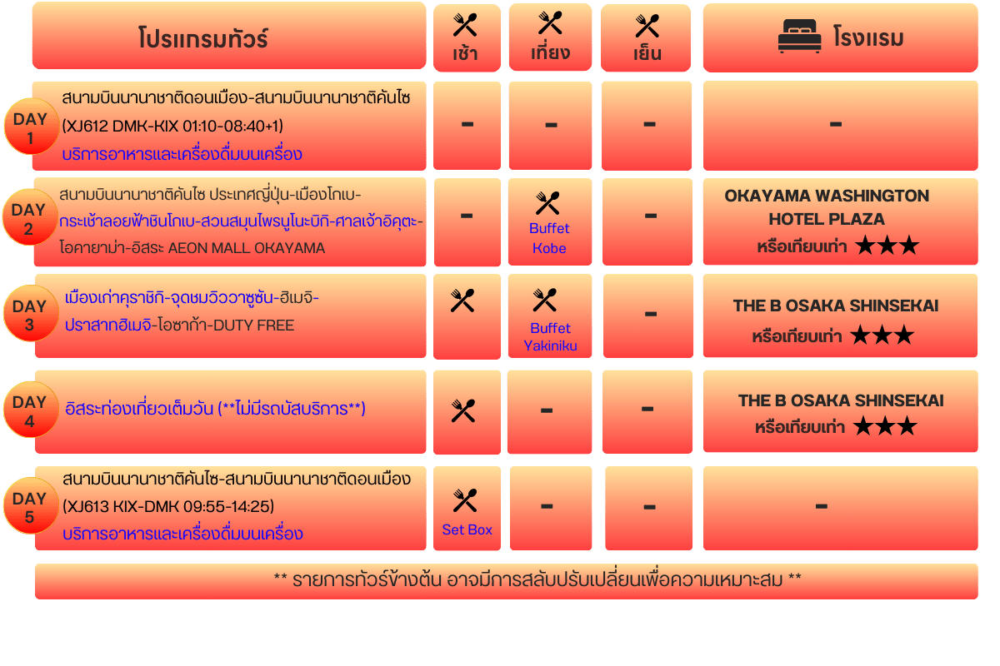 โปรแกรมทัวร์
เช้า
เที่ยง
เย็น
โรงแรม
DAY
1
สนามบินนานาชาติดอนเมือง-สนามบินนานาชาติคันไซ
(XJ612 DMK-KIX 01:10-08:40+1)
บริการอาหารและเครื่องดื่มบนเครื่อง
-
-
-
-
DAY
2
สนามบินนานาชาติคันไซ ประเทศญี่ปุ่น-เมืองโกเบ-
กระเช้าลอยฟ้าชินโกเบ-สวนสมุนไพรนูโนะบิกิ-ศาลเจ้าอิคุตะ-
โอคายาม่า-อิสระ AEON MALL OKAYAMA
-
Buffet
Kobe
-
OKAYAMA WASHINGTON
HOTEL PLAZA
หรือเทียบเท่า ★★★
DAY
3
เมืองเก่าคุราชิกิ-จุดชมวิววาซูซัน-ฮิเมจิ-
ปราสาทฮิเมจิ-โอซาก้า-DUTY FREE
Buffet
Yakiniku
-
THE B OSAKA SHINSEKAI
หรือเทียบเท่า ★★★
DAY
4
อิสระท่องเที่ยวเต็มวัน (**ไม่มีรถบัสบริการ**)
-
-
THE B OSAKA SHINSEKAI
หรือเทียบเท่า ★★★
DAY
5
สนามบินนานาชาติคันไซ-สนามบินนานาชาติดอนเมือง
(XJ613 KIX-DMK 09:55-14:25)
บริการอาหารและเครื่องดื่มบนเครื่อง
Set Box
-
-
-
** รายการทัวร์ข้างต้น อาจมีการสลับปรับเปลี่ยนเพื่อความเหมาะสม **